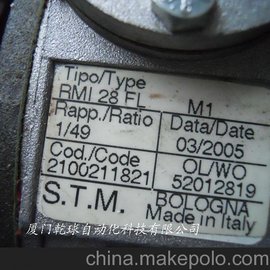 Tipo/Type
RMI 28 FL M1
Rapp./Ratio Data/Date
1/49 03/2005
Cod./Code OL/WO
2100211821 52012819
S.T.M. BOLOGNA
Made in Italy
厦门乾球自动化科技有限公司
www.makepolo.com